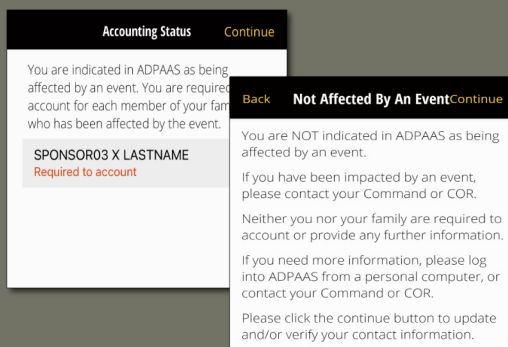 Accounting Status Continue
You are indicated in ADPAAS as being
affected by an event. You are required
account for each member of your fam
who has been affected by the event.
SPONSOR03 X LASTNAME
Required to account
Back Not Affected By An Event Continue
You are NOT indicated in ADPAAS as being
affected by an event.
If you have been impacted by an event,
please contact your Command or COR.
Neither you nor your family are required to
account or provide any further information.
If you need more information, please log
into ADPAAS from a personal computer, or
contact your Command or COR.
Please click the continue button to update
and/or verify your contact information.